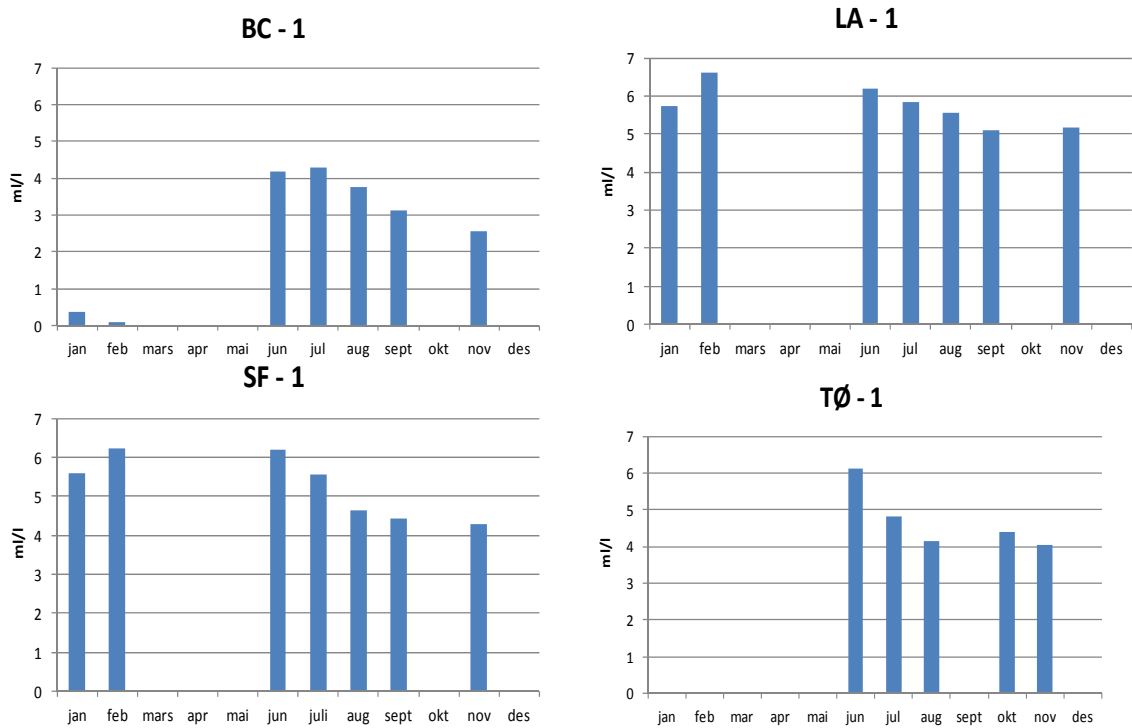 BC - 1
7
6
5
4
3
2
1
0
ml/l
jan feb mars apr mai jun jul aug sept okt nov des
LA - 1
7
6
5
4
3
2
1
0
ml/l
jan feb mars apr mai jun jul aug sept okt nov des
SF - 1
7
6
5
4
3
2
1
0
ml/l
jan feb mars apr mai jun juli aug sept okt nov des
TØ - 1
7
6
5
4
3
2
1
0
ml/l
jan feb mars apr mai jun jul aug sept okt nov des